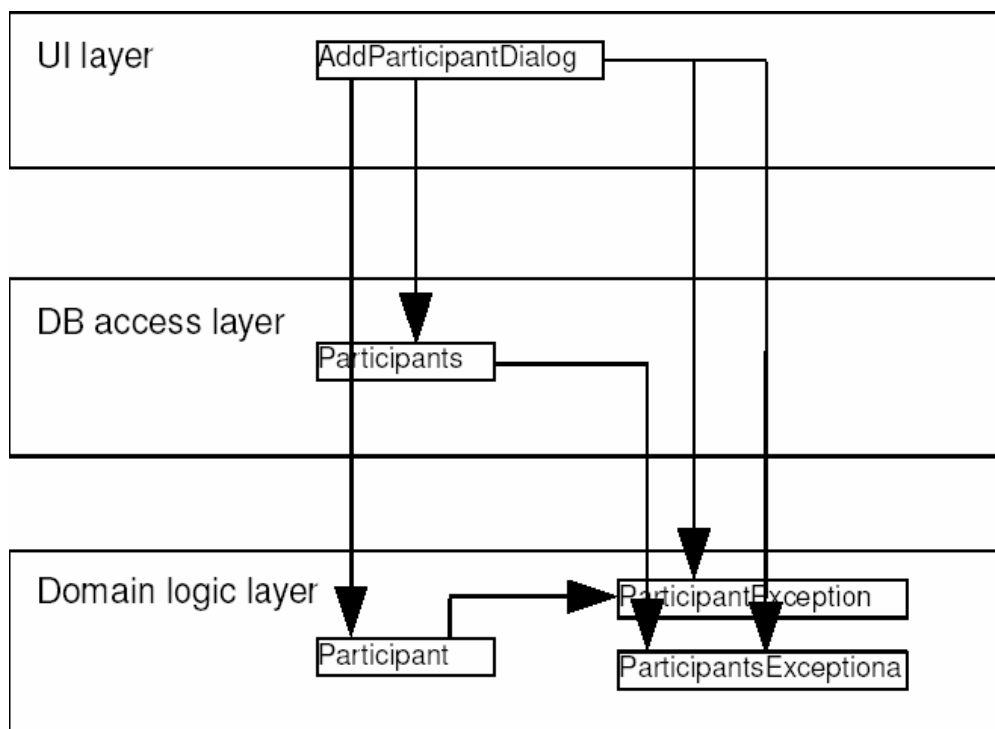 UI layer
AddParticipantDialog
DB access layer
Participants
Domain logic layer
ParticipantException
Participant
ParticipantsExceptiona